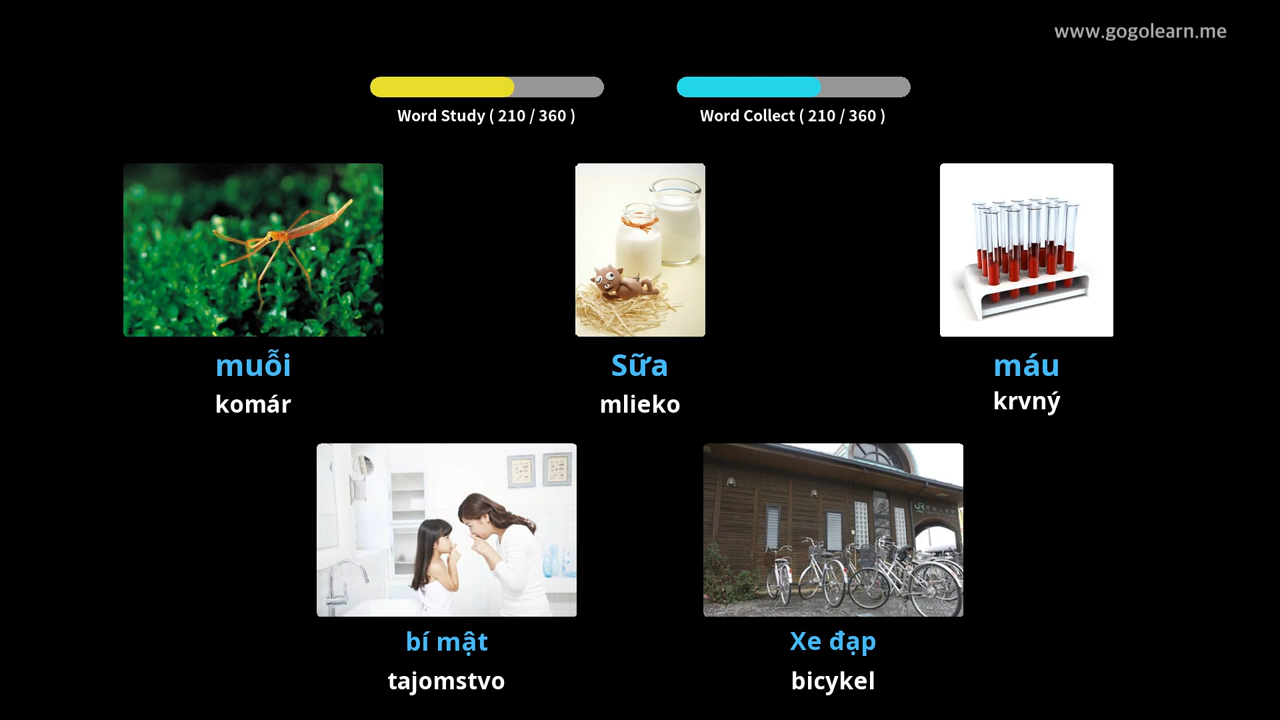 www.gogolearn.me
Word Study ( 210 / 360 )
Word Collect ( 210 / 360 )
muỗi
komár
Sữa
mlieko
máu
krvný
bí mật
tajomstvo
Xe đạp
bicykel